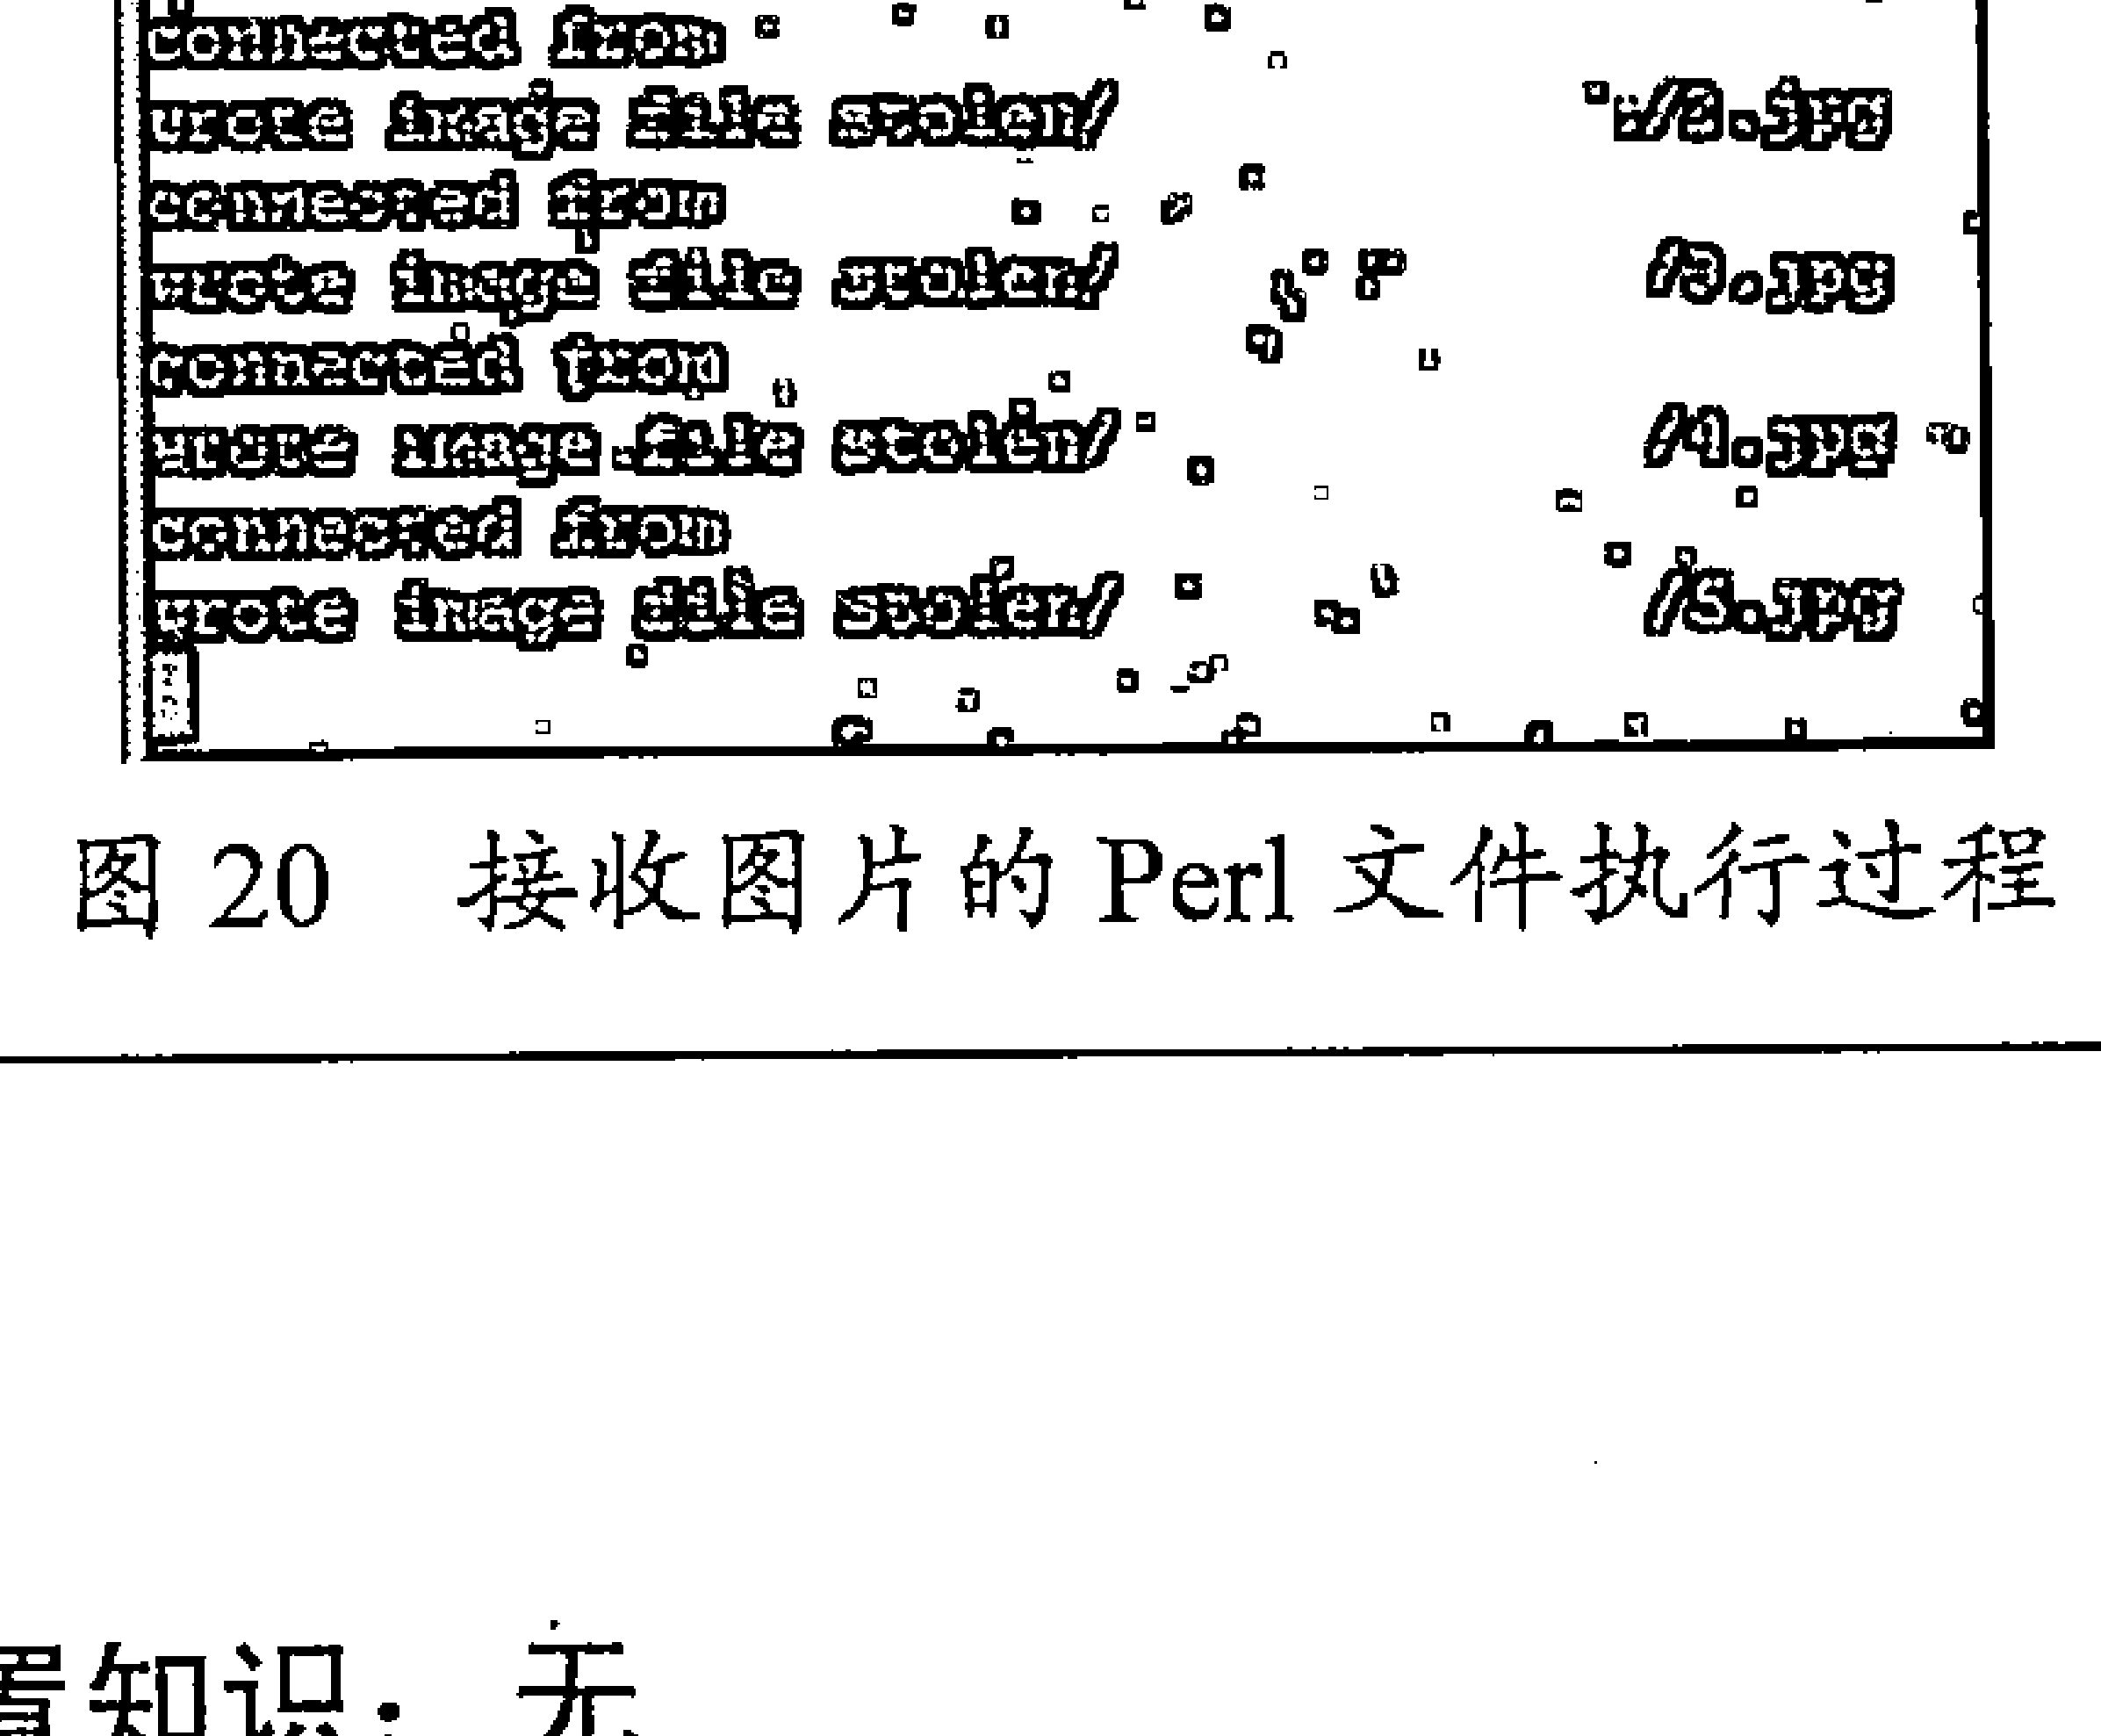 connected from
wrote image file stolen/ /2.jpg
connected from
wrote image file stolen/ /3.jpg
connected from
wrote image file stolen/ /4.jpg
connected from
wrote image file stolen/ /5.jpg
图 20 接收图片的 Perl 文件执行过程
置知识：无